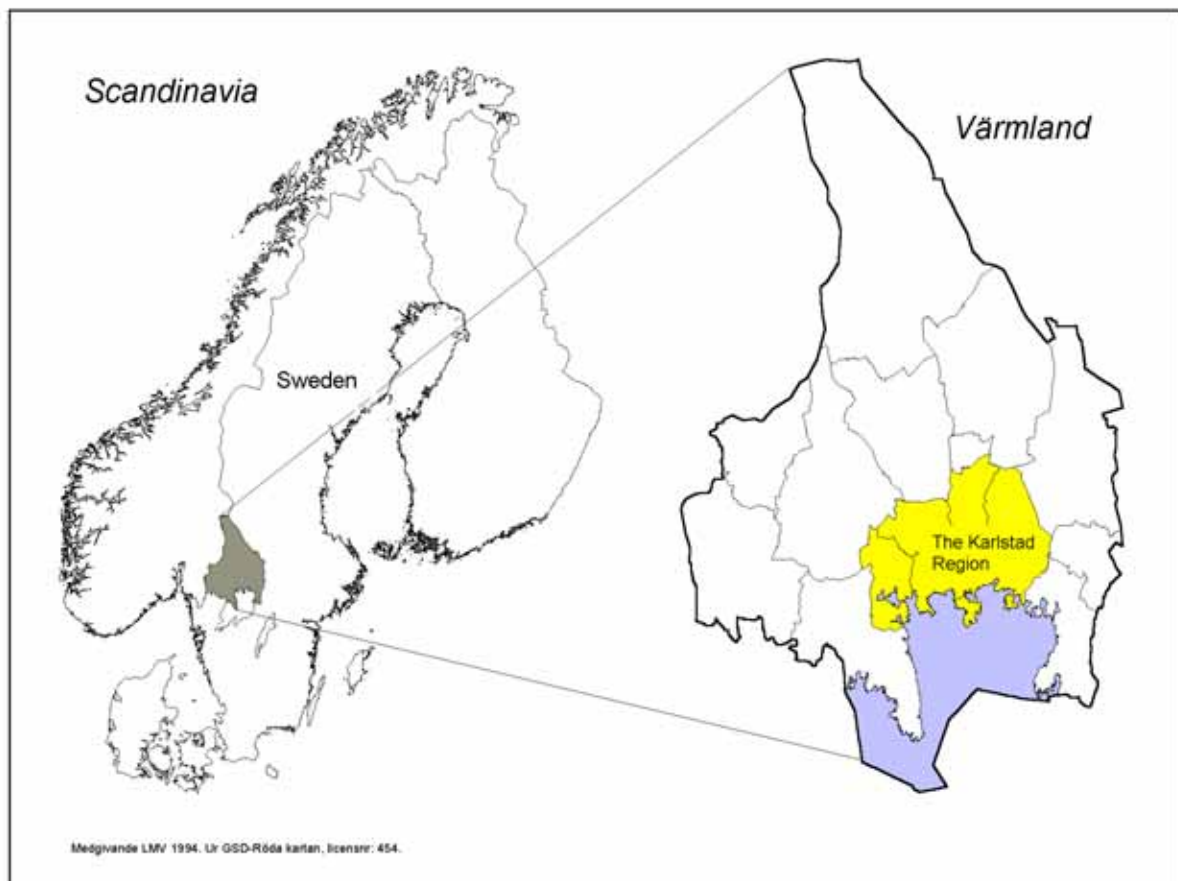 Scandinavia
Värmland
Sweden
The Karlstad
Region
Medgivande LMV 1994. Ur GSD-Röda kartan, licensnr: 454.